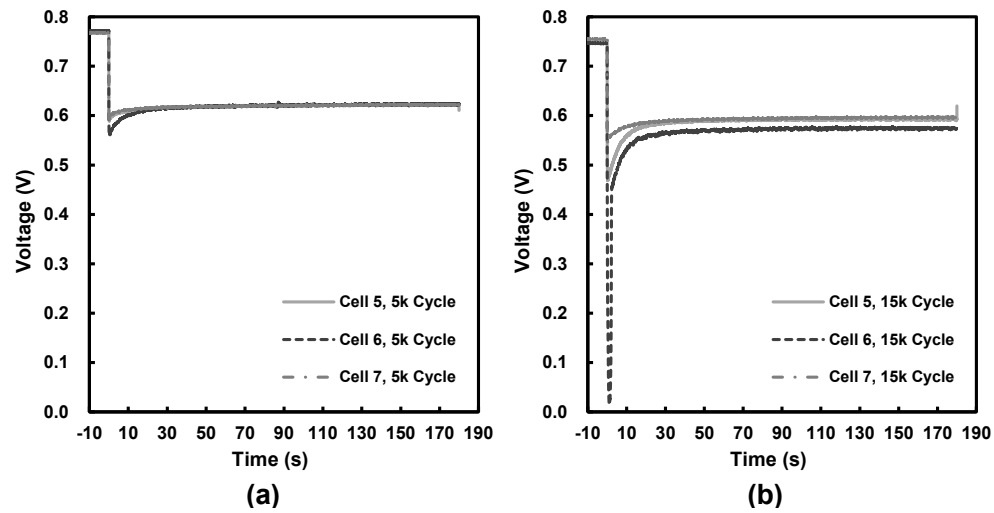 0.8
0.7
0.6
0.5
0.4
0.3
0.2
0.1
0.0
Voltage (V)
Cell 5, 5k Cycle
Cell 6, 5k Cycle
Cell 7, 5k Cycle
-10 10 30 50 70 90 110 130 150 170 190
Time (s)
(a)
0.8
0.7
0.6
0.5
0.4
0.3
0.2
0.1
0.0
Voltage (V)
Cell 5, 15k Cycle
Cell 6, 15k Cycle
Cell 7, 15k Cycle
-10 10 30 50 70 90 110 130 150 170 190
Time (s)
(b)